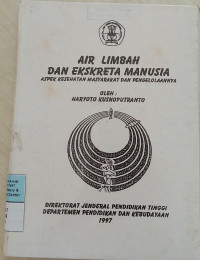 AIR LIMBAH
DAN EKSKRETA MANUSIA
ASPEK KESEHATAN MASYARAKAT DAN PENGELOLAANNYA
OLEH :
HARYOTO KUSNOPUTRANTO
DIREKTORAT JENDERAL PENDIDIKAN TINGGI
DEPARTEMEN PENDIDIKAN DAN KEBUDAYAAN
1997